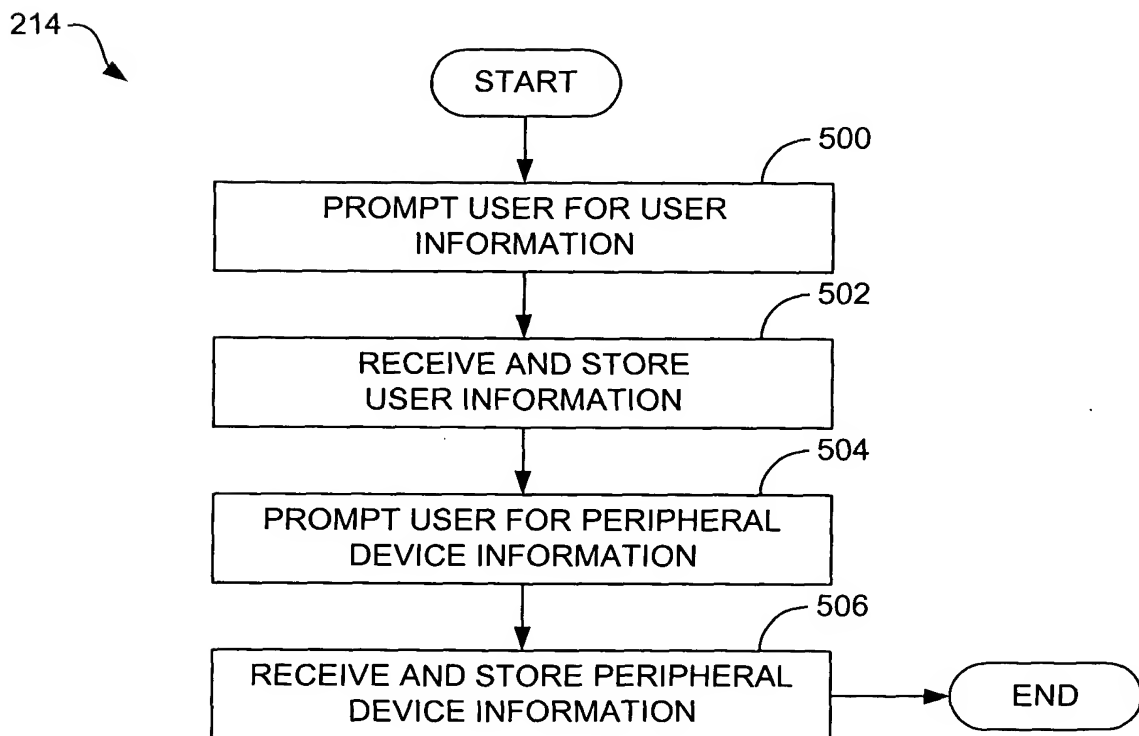 214
START
500
PROMPT USER FOR USER
INFORMATION
502
RECEIVE AND STORE
USER INFORMATION
504
PROMPT USER FOR PERIPHERAL
DEVICE INFORMATION
506
RECEIVE AND STORE PERIPHERAL
DEVICE INFORMATION
END